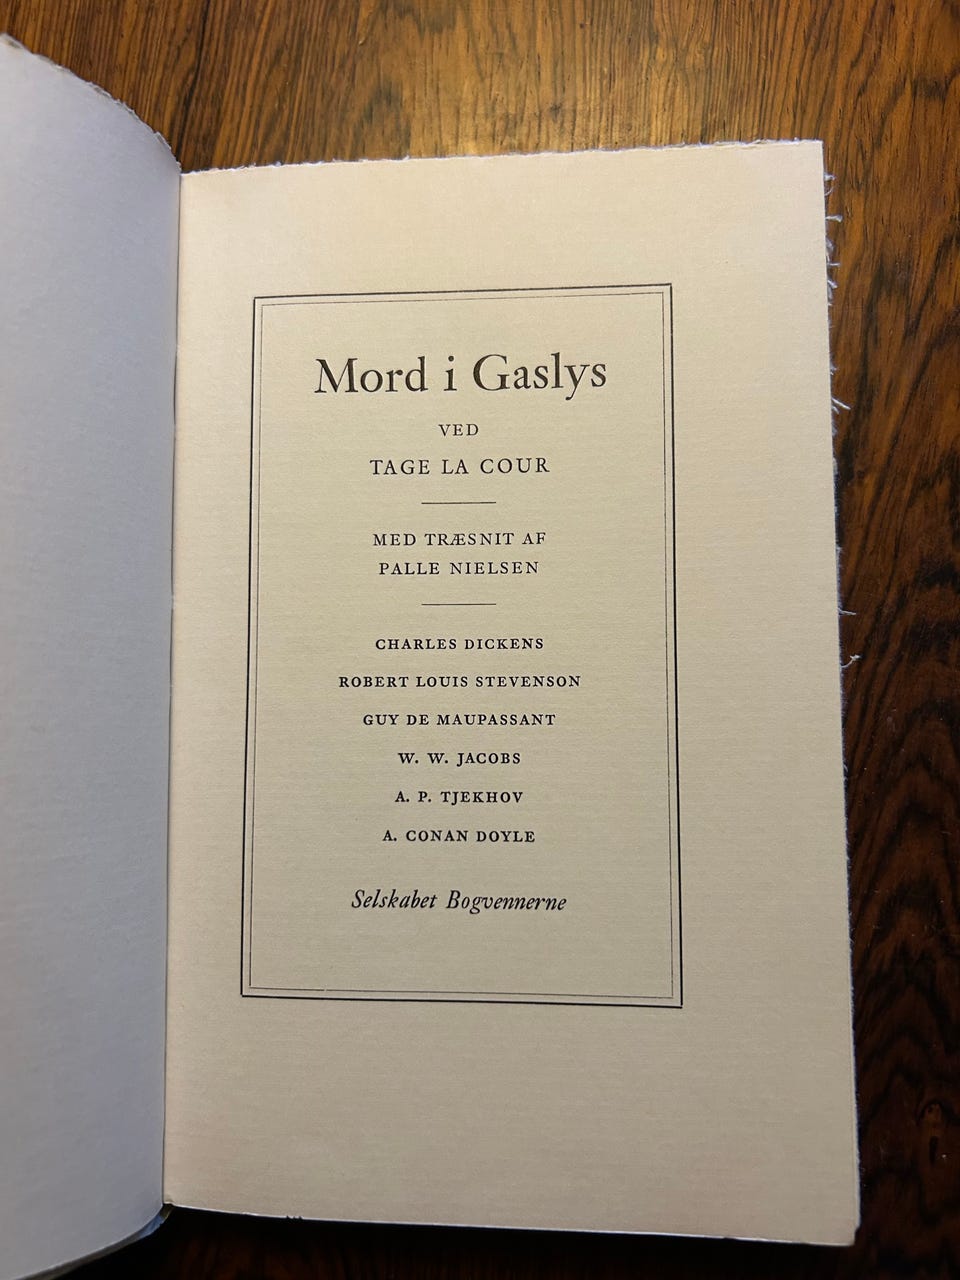 Mord i Gaslys
VED
TAGE LA COUR
MED TRÆSNIT AF
PALLE NIELSEN
CHARLES DICKENS
ROBERT LOUIS STEVENSON
GUY DE MAUPASSANT
W. W. JACOBS
A. P. TJEKHOV
A. CONAN DOYLE
Selskabet Bogvennerne